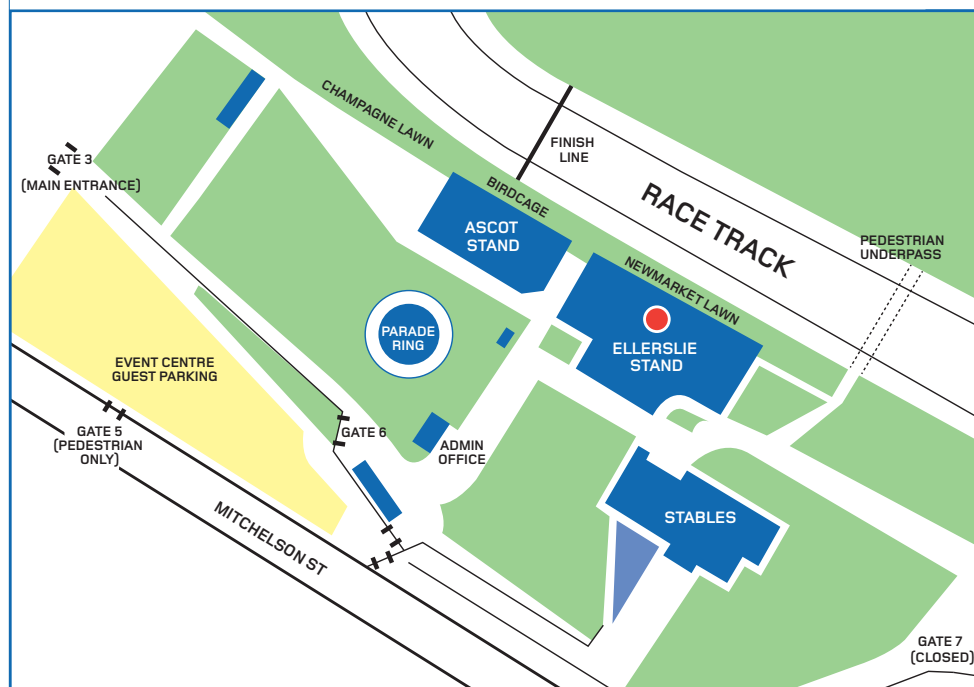 CHAMPAGNE LAWN
FINISH
LINE
GATE 3
(MAIN ENTRANCE)
BIRDCAGE
RACE TRACK
ASCOT
STAND
PEDESTRIAN
UNDERPASS
NEWMARKET LAWN
PARADE
RING
ELLERSLIE
STAND
EVENT CENTRE
GUEST PARKING
GATE 5
(PEDESTRIAN
ONLY)
GATE 6
ADMIN
OFFICE
MITCHELSON ST
STABLES
GATE 7
(CLOSED)